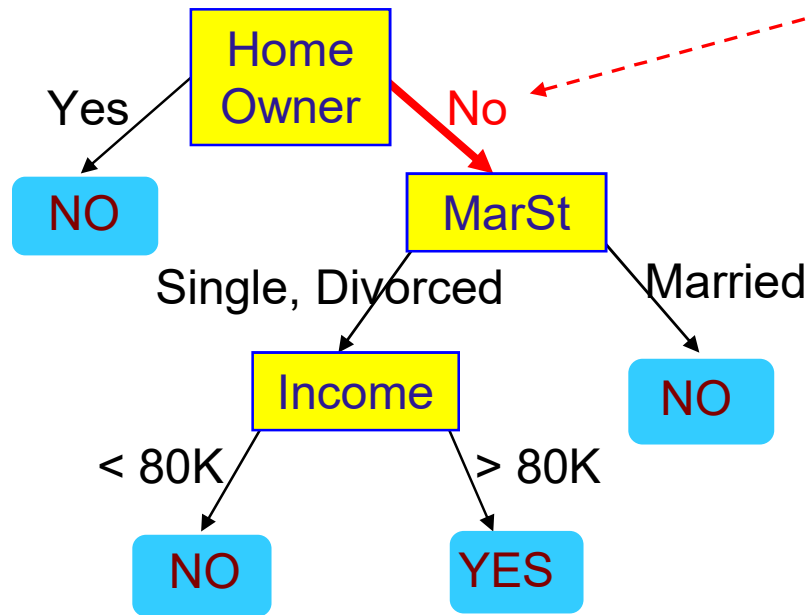 Home
Owner
Yes
No
NO
MarSt
Single, Divorced
Married
Income
NO
< 80K
> 80K
NO
YES